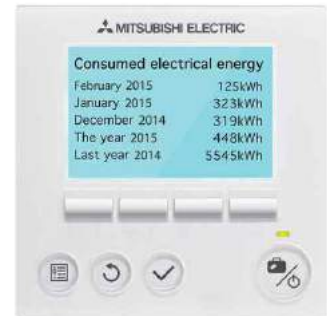 MITSUBISHI ELECTRIC
Consumed electrical energy
February 2015 125kWh
January 2015 323kWh
December 2014 319kWh
The year 2015 448kWh
Last year 2014 5545kWh